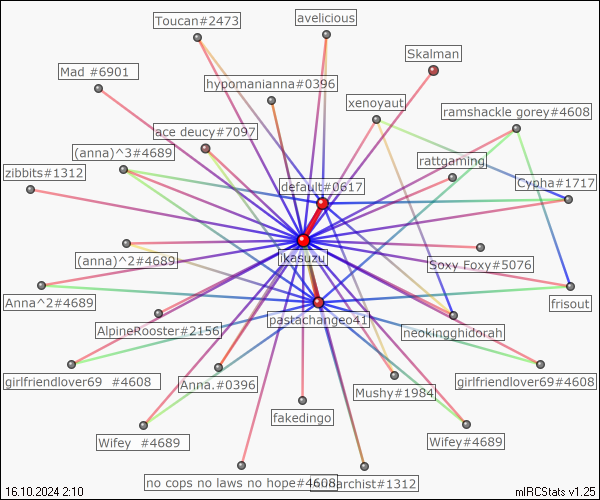 Toucan#2473
avelicious
Skalman
Mad #6901
hypomanianna#0396
xenoyaut
ramshackle gorey#4608
ace deucy#7097
(anna)^3#4689
rattgaming
zibbits#1312
default#0617
Cypha#1717
ikasuzu
(anna)^2#4689
Soxy Foxy#5076
Anna^2#4689
frisout
pastachangeo41
AlpineRooster#2156
neokingghidorah
girlfriendlover69 #4608
Anna.#0396
Mushy#1984
girlfriendlover69#4608
fakedingo
Wifey #4689
Wifey#4689
no cops no laws no hope#4608
archist#1312
16.10.2024 2:10
mIRCStats v1.25